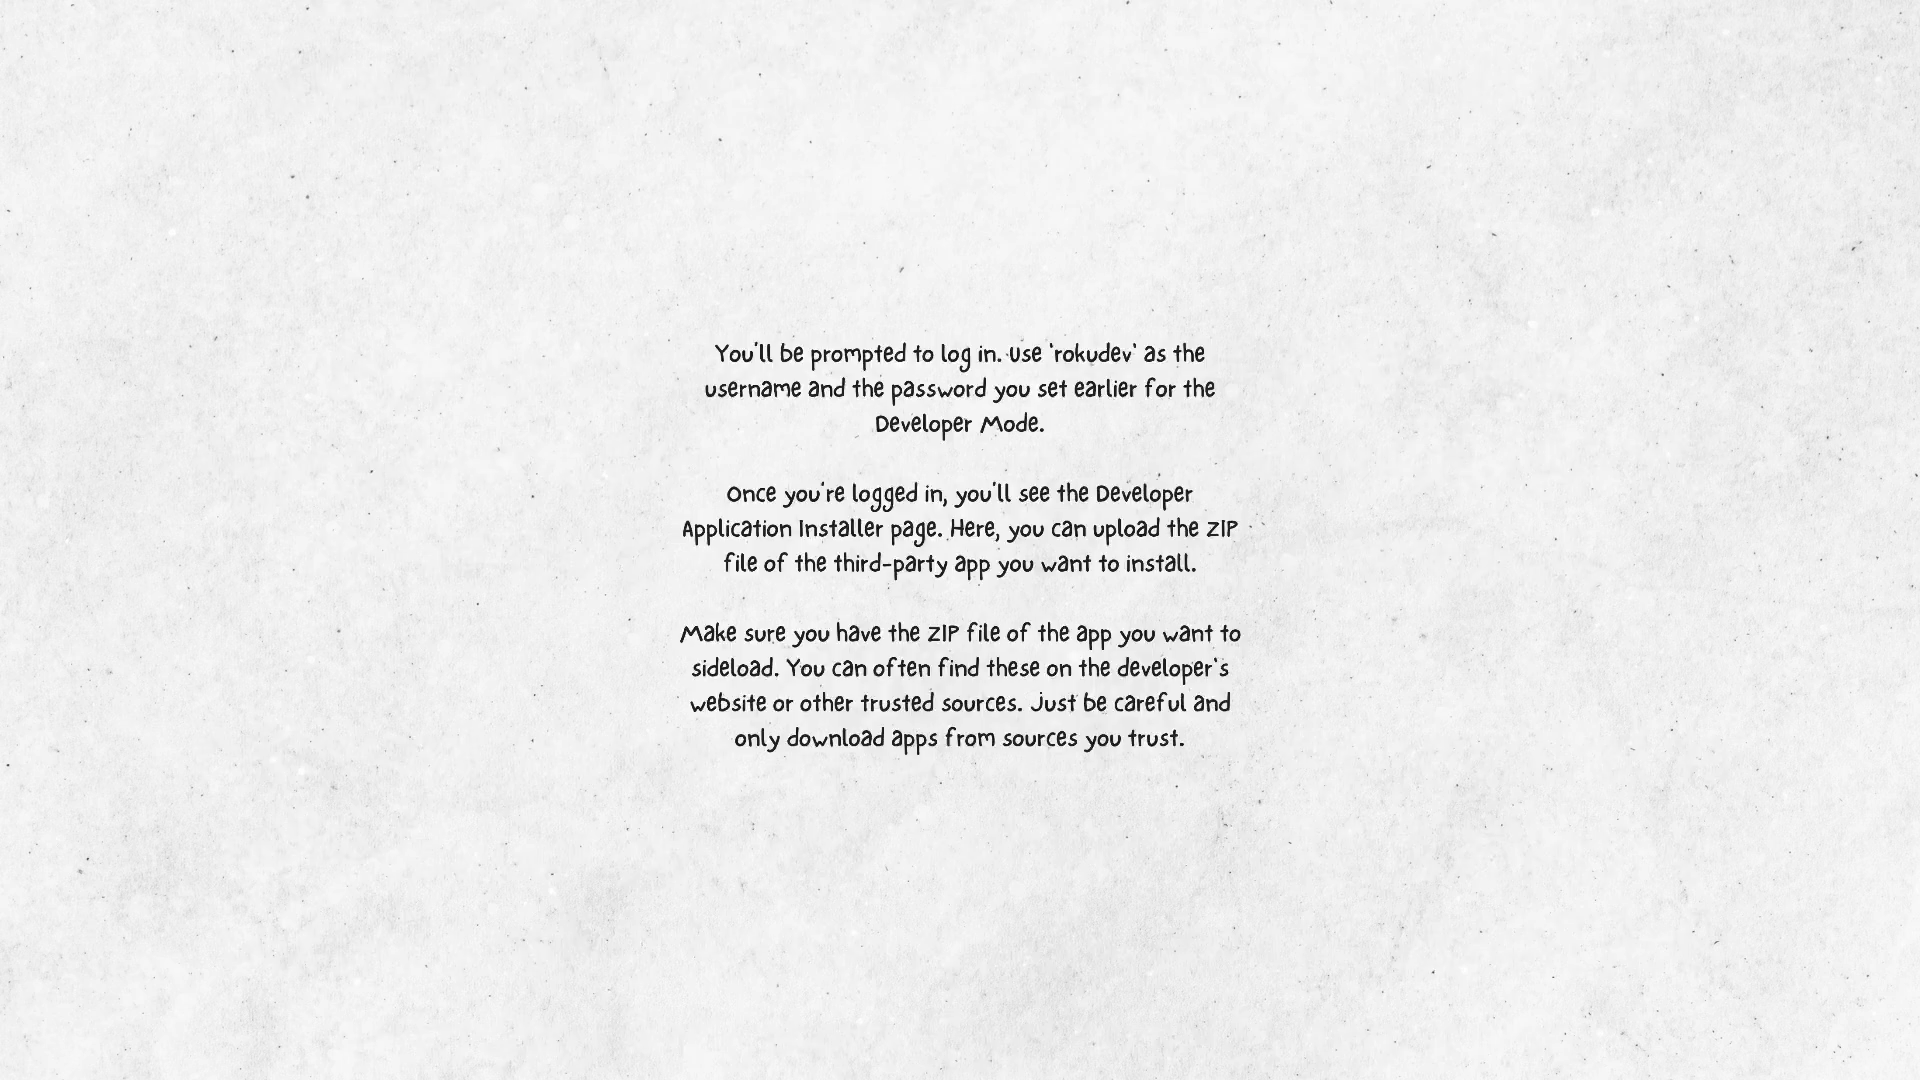 You'll be prompted to log in. Use 'rokudev' as the
username and the password you set earlier for the
Developer Mode.
Once you're logged in, you'll see the Developer
Application Installer page. Here, you can upload the ZIP
file of the third-party app you want to install.
Make sure you have the ZIP file of the app you want to
sideload. You can often find these on the developer's
website or other trusted sources. Just be careful and
only download apps from sources you trust.